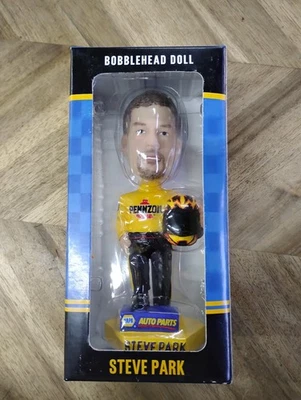 BOBBLEHEAD DOLL
PENNZOIL
NAPA AUTO PARTS
STEVE PARK
STEVE PARK